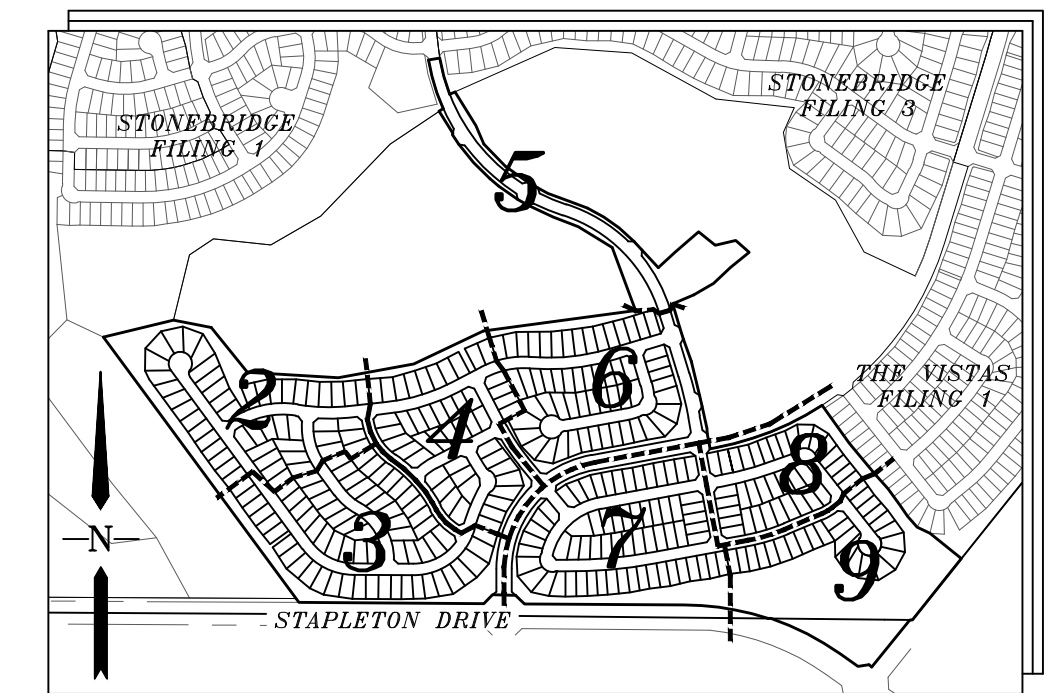 STONEBRIDGE
FILING 3
STONEBRIDGE
FILING 1
5
2
6
THE VISTAS
FILING 1
4
8
3
7
9
N
STAPLETON DRIVE